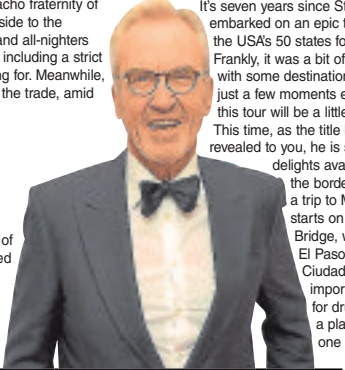 acho fraternity of
side to the
and all-nighters
including a strict
ng for. Meanwhile,
the trade, amid
of
ed
It's seven years since St
embarked on an epic t
the USA's 50 states fo
Frankly, it was a bit of
with some destination
just a few moments e
this tour will be a little
This time, as the title
revealed to you, he is s
delights ava
the borde
a trip to M
starts on
Bridge, w
El Paso
Ciudad
impor
for dr
a pla
one